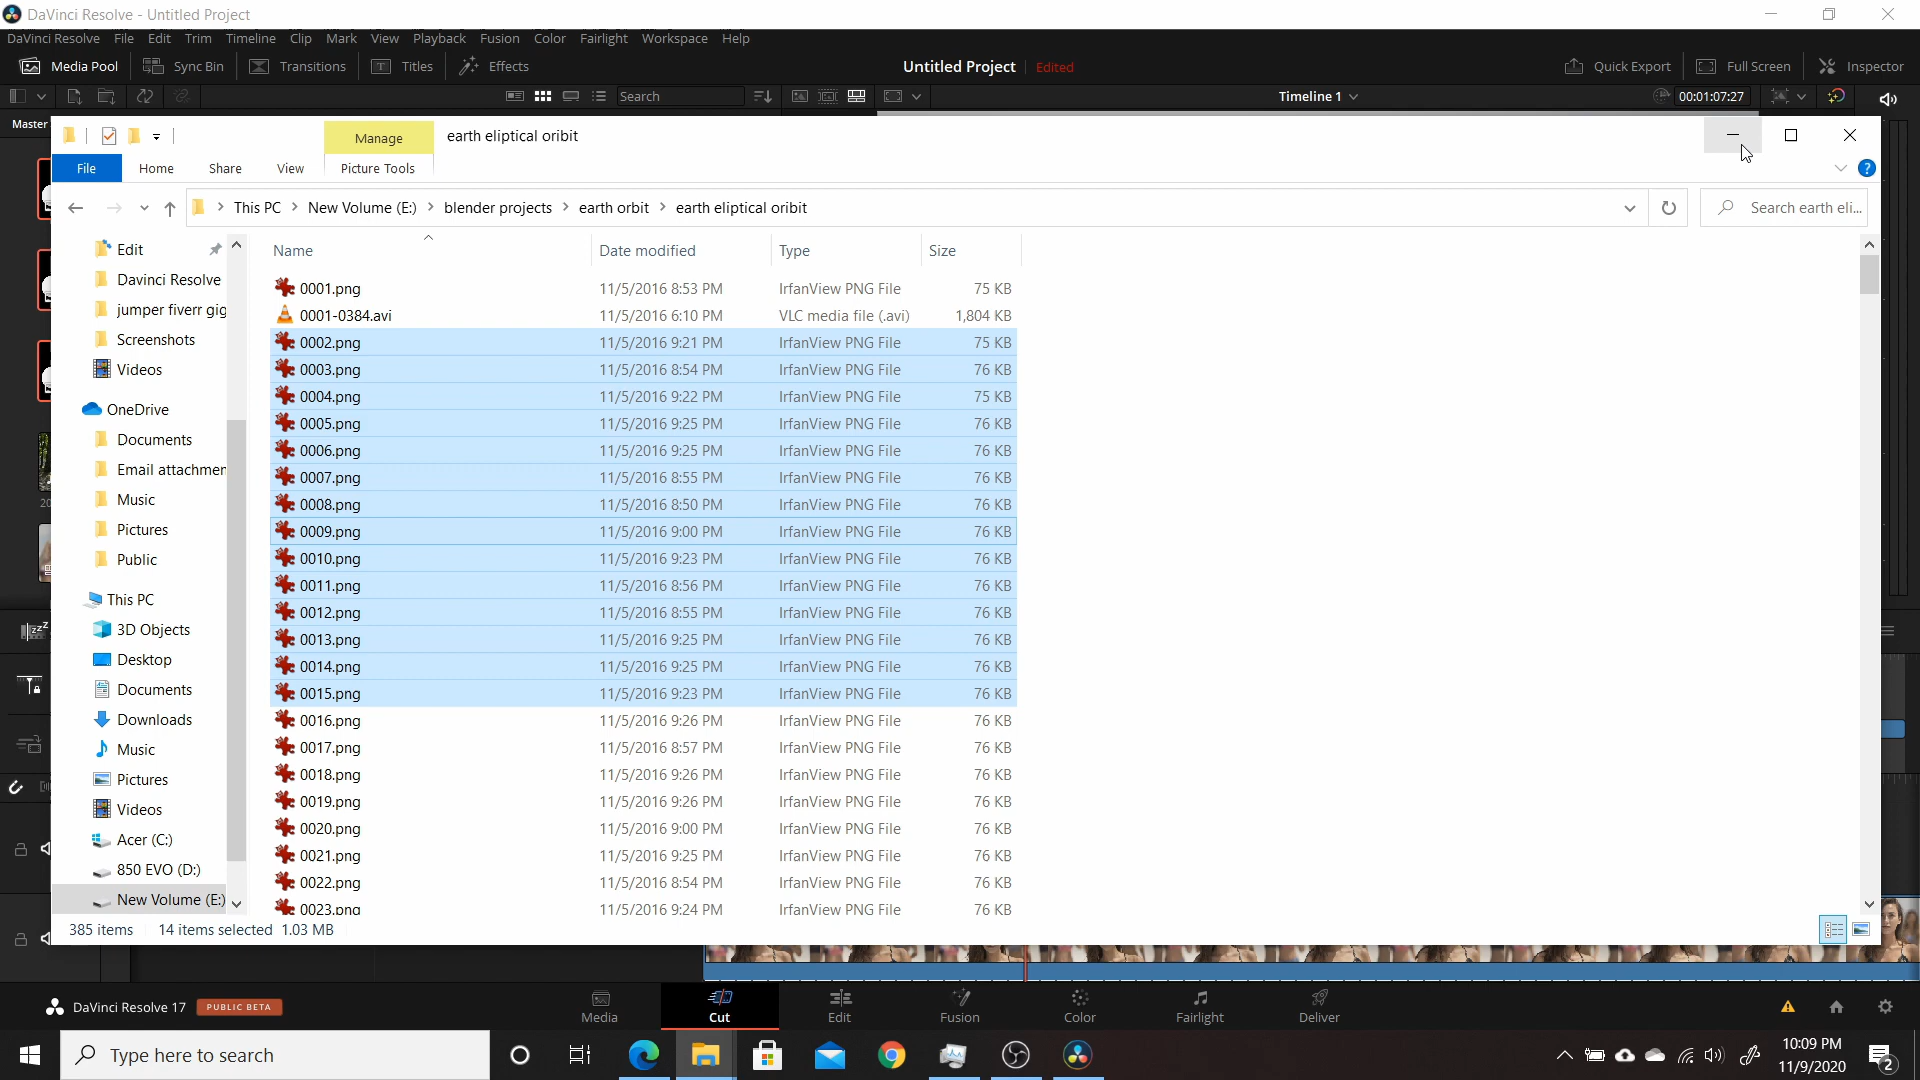 DaVinci Resolve - Untitled Project
DaVinci Resolve File Edit Trim Timeline Clip Mark View Playback Fusion Color Fairlight Workspace Help
Media Pool Sync Bin Transitions Titles Effects Untitled Project Edited Quick Export Full Screen Inspector
Search Timeline 1 00:01:07:27
Master
Manage earth eliptical oribit
File Home Share View Picture Tools
This PC > New Volume (E:) > blender projects > earth orbit > earth eliptical oribit Search earth eli...
Edit
Davinci Resolve
jumper fiverr gig
Screenshots
Videos
OneDrive
Documents
Email attachmen
Music
Pictures
Public
This PC
3D Objects
Desktop
Documents
Downloads
Music
Pictures
Videos
Acer (C:)
850 EVO (D:)
New Volume (E:)
Name Date modified Type Size
0001.png 11/5/2016 8:53 PM IrfanView PNG File 75 KB
0001-0384.avi 11/5/2016 6:10 PM VLC media file (.avi) 1,804 KB
0002.png 11/5/2016 9:21 PM IrfanView PNG File 75 KB
0003.png 11/5/2016 8:54 PM IrfanView PNG File 76 KB
0004.png 11/5/2016 9:22 PM IrfanView PNG File 75 KB
0005.png 11/5/2016 9:25 PM IrfanView PNG File 76 KB
0006.png 11/5/2016 9:25 PM IrfanView PNG File 76 KB
0007.png 11/5/2016 8:55 PM IrfanView PNG File 76 KB
0008.png 11/5/2016 8:50 PM IrfanView PNG File 76 KB
0009.png 11/5/2016 9:00 PM IrfanView PNG File 76 KB
0010.png 11/5/2016 9:23 PM IrfanView PNG File 76 KB
0011.png 11/5/2016 8:56 PM IrfanView PNG File 76 KB
0012.png 11/5/2016 8:55 PM IrfanView PNG File 76 KB
0013.png 11/5/2016 9:25 PM IrfanView PNG File 76 KB
0014.png 11/5/2016 9:25 PM IrfanView PNG File 76 KB
0015.png 11/5/2016 9:23 PM IrfanView PNG File 76 KB
0016.png 11/5/2016 9:26 PM IrfanView PNG File 76 KB
0017.png 11/5/2016 8:57 PM IrfanView PNG File 76 KB
0018.png 11/5/2016 9:26 PM IrfanView PNG File 76 KB
0019.png 11/5/2016 9:26 PM IrfanView PNG File 76 KB
0020.png 11/5/2016 9:00 PM IrfanView PNG File 76 KB
0021.png 11/5/2016 9:25 PM IrfanView PNG File 76 KB
0022.png 11/5/2016 8:54 PM IrfanView PNG File 76 KB
0023.png 11/5/2016 9:24 PM IrfanView PNG File 76 KB
385 items 14 items selected 1.03 MB
DaVinci Resolve 17 PUBLIC BETA Media Cut Edit Fusion Color Fairlight Deliver
Type here to search
10:09 PM
11/9/2020
2